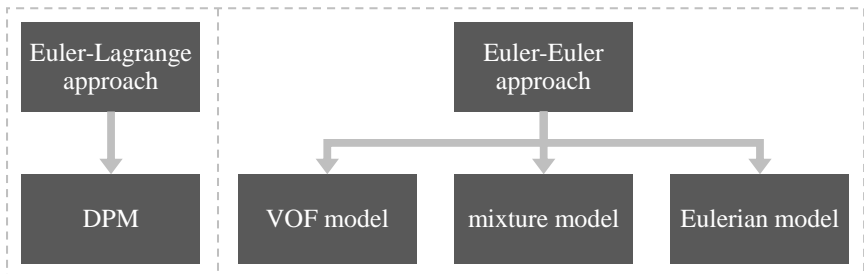 Euler-Lagrange
approach
Euler-Euler
approach
DPM
VOF model
mixture model
Eulerian model